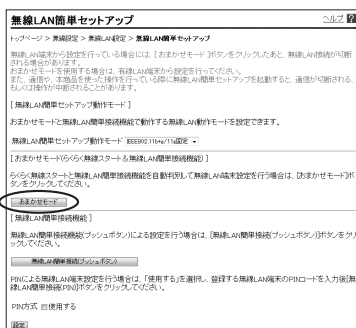 無線LAN簡単セットアップ
ヘルプ ?
トップページ > 無線設定 > 無線LAN設定 > 無線LAN簡単セットアップ
無線LAN端末から設定を行っている場合には、[おまかせモード]ボタンをクリックしたあと、無線LAN接続が切断
される場合があります。
おまかせモードを使用する場合は、有線LAN端末から設定を行ってください。
また、通信や、本商品を使った操作を行っている際に無線LAN簡単セットアップを起動すると、通信が切断される、
もしくは操作が中断されることがあります。
[無線LAN簡単セットアップ動作モード]
おまかせモードと無線LAN簡単接続機能で動作する無線LAN動作モードを設定できます。
無線LAN簡単セットアップ動作モード IEEE802.11b+g/11g固定
[おまかせモード(らくらく無線スタート&無線LAN簡単接続機能)]
らくらく無線スタートと無線LAN簡単接続機能を自動判別して無線LAN端末設定を行う場合は、[おまかせモード]ボ
タンをクリックしてください。
おまかせモード
[無線LAN簡単接続機能]
無線LAN簡単接続機能(プッシュボタン)による設定を行う場合は、[無線LAN簡単接続(プッシュボタン)]ボタンをクリ
ックしてください。
無線LAN簡単接続(プッシュボタン)
PINによる無線LAN端末設定を行う場合は、「使用する」を選択し、登録する無線LAN端末のPINコードを入力後[無
線LAN簡単接続(PIN)]ボタンをクリックしてください。
PIN方式 使用する
設定